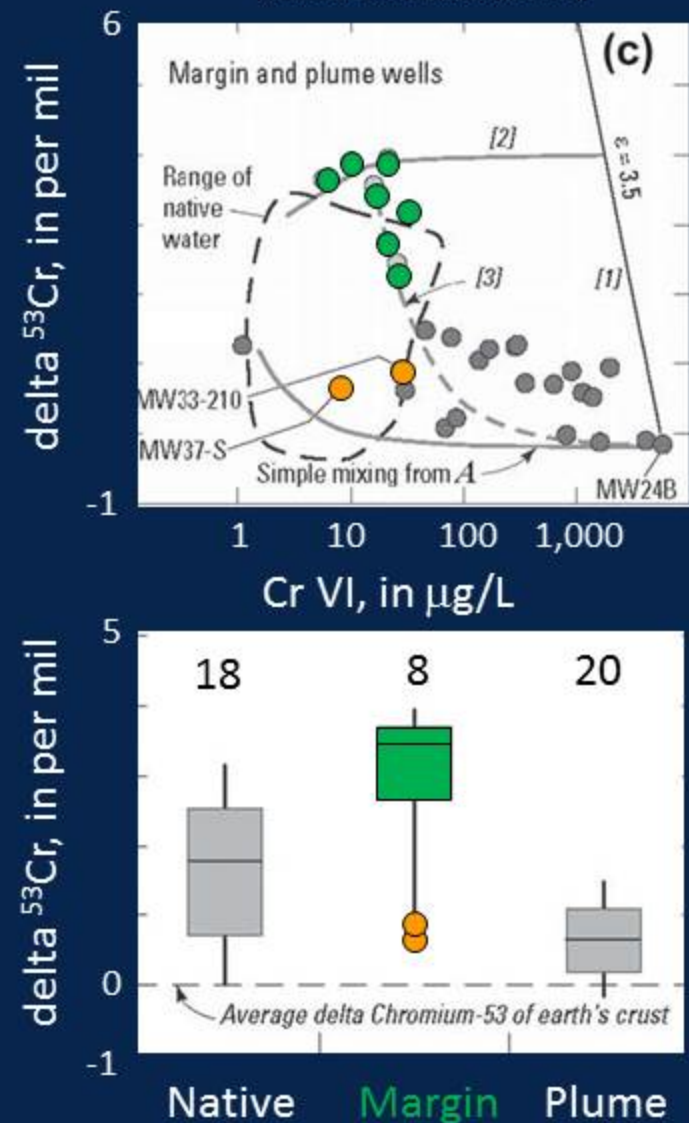 6
(c)
Margin and plume wells
[2]
Range of
native
water
ε = 3.5
[3]
[1]
MW33-210
MW37-S
Simple mixing from A
MW24B
-1
1 10 100 1,000
delta ⁵³Cr, in per mil
Cr VI, in µg/L
5
18 8 20
0
Average delta Chromium-53 of earth's crust
-1
delta ⁵³Cr, in per mil
Native Margin Plume